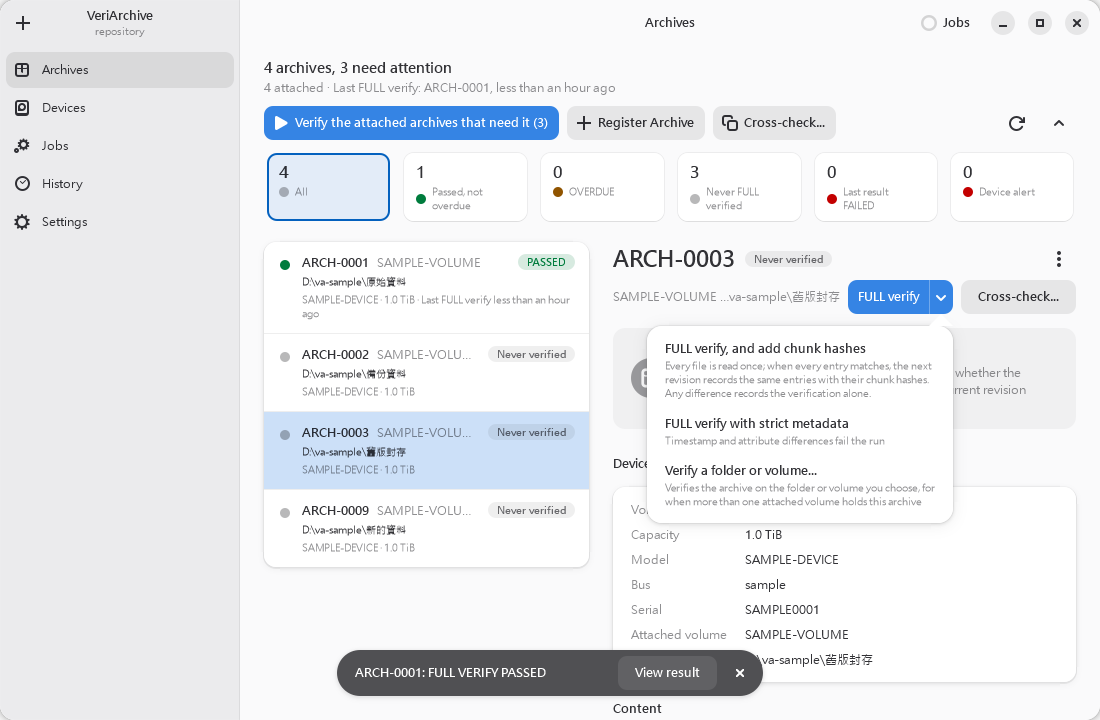 VeriArchive
repository
Archives
Devices
Jobs
History
Settings
Archives
Jobs
4 archives, 3 need attention
4 attached · Last FULL verify: ARCH-0001, less than an hour ago
Verify the attached archives that need it (3)
Register Archive
Cross-check...
4
All
1
Passed, not
overdue
0
OVERDUE
3
Never FULL
verified
0
Last result
FAILED
0
Device alert
ARCH-0001 SAMPLE-VOLUME PASSED
D:\va-sample\原始資料
SAMPLE-DEVICE · 1.0 TiB · Last FULL verify less than an hour
ago
ARCH-0002 SAMPLE-VOLU... Never verified
D:\va-sample\備份資料
SAMPLE-DEVICE · 1.0 TiB
ARCH-0003 SAMPLE-VOLU... Never verified
D:\va-sample\舊版封存
SAMPLE-DEVICE · 1.0 TiB
ARCH-0009 SAMPLE-VOLU... Never verified
D:\va-sample\新的資料
SAMPLE-DEVICE · 1.0 TiB
ARCH-0003 Never verified
SAMPLE-VOLUME ...va-sample\舊版封存
FULL verify
Cross-check...
FULL verify, and add chunk hashes
Every file is read once; when every entry matches, the next
revision records the same entries with their chunk hashes.
Any difference records the verification alone.
FULL verify with strict metadata
Timestamp and attribute differences fail the run
Verify a folder or volume...
Verifies the archive on the folder or volume you choose, for
when more than one attached volume holds this archive
whether the
revision
Device
Capacity 1.0 TiB
Model SAMPLE-DEVICE
Bus sample
Serial SAMPLE0001
Attached volume SAMPLE-VOLUME
\va-sample\舊版封存
Content
ARCH-0001: FULL VERIFY PASSED
View result